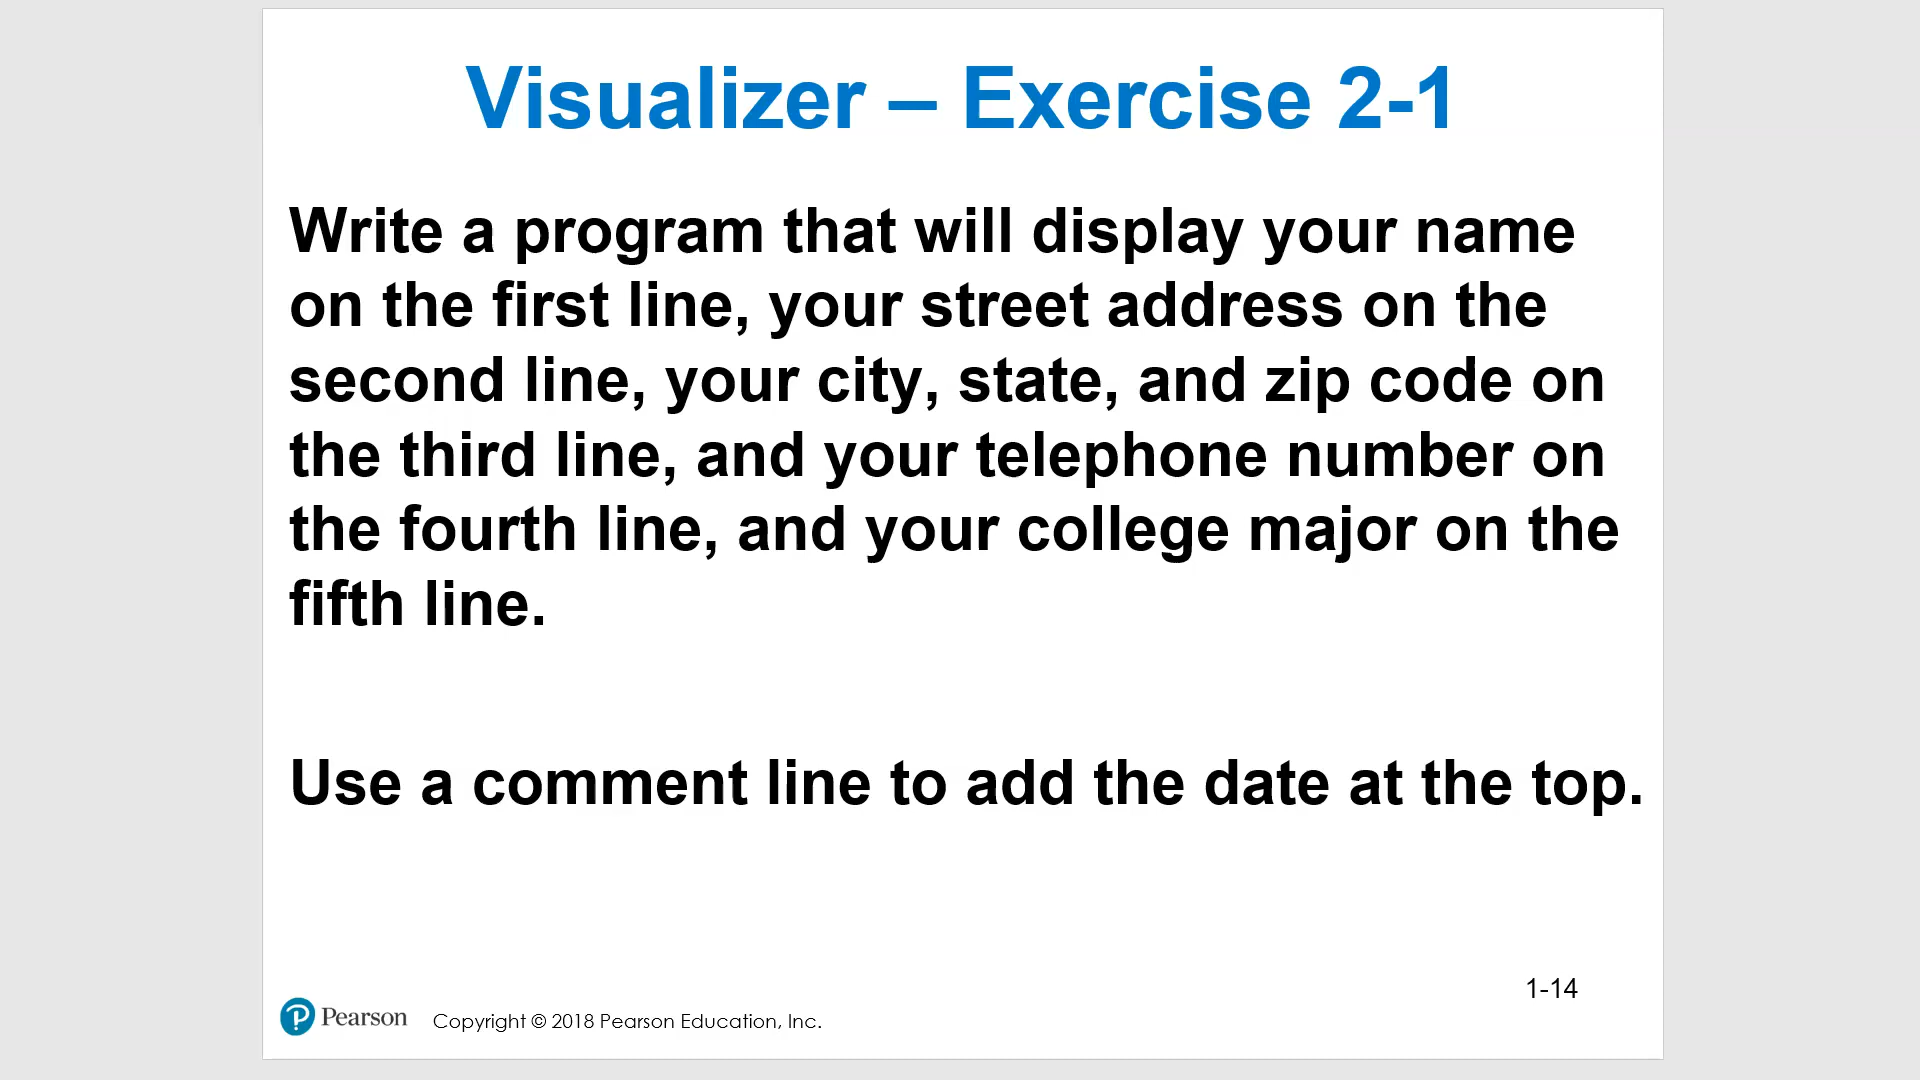 Visualizer – Exercise 2-1
Write a program that will display your name
on the first line, your street address on the
second line, your city, state, and zip code on
the third line, and your telephone number on
the fourth line, and your college major on the
fifth line.
Use a comment line to add the date at the top.
1-14
Pearson
Copyright © 2018 Pearson Education, Inc.